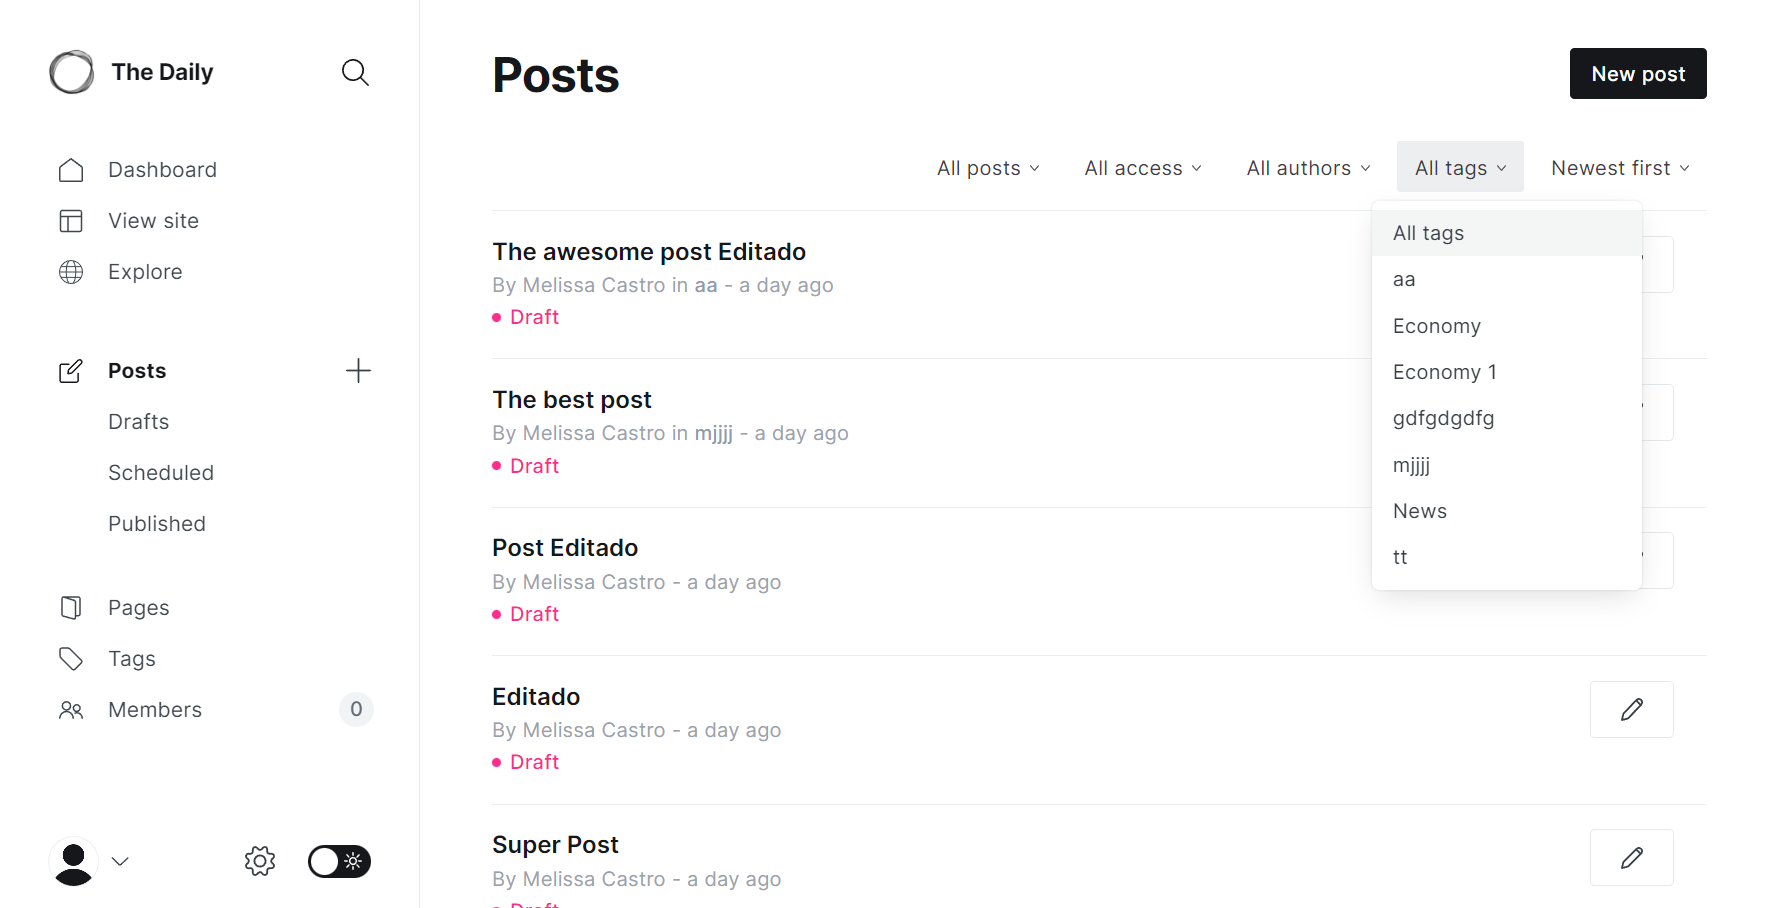 The Daily
Dashboard
View site
Explore
Posts
Drafts
Scheduled
Published
Pages
Tags
Members
0
Posts
New post
All posts
All access
All authors
All tags
Newest first
All tags
aa
Economy
Economy 1
gdfgdgdfg
mjjjj
News
tt
The awesome post Editado
By Melissa Castro in aa - a day ago
Draft
The best post
By Melissa Castro in mjjjj - a day ago
Draft
Post Editado
By Melissa Castro - a day ago
Draft
Editado
By Melissa Castro - a day ago
Draft
Super Post
By Melissa Castro - a day ago
Draft